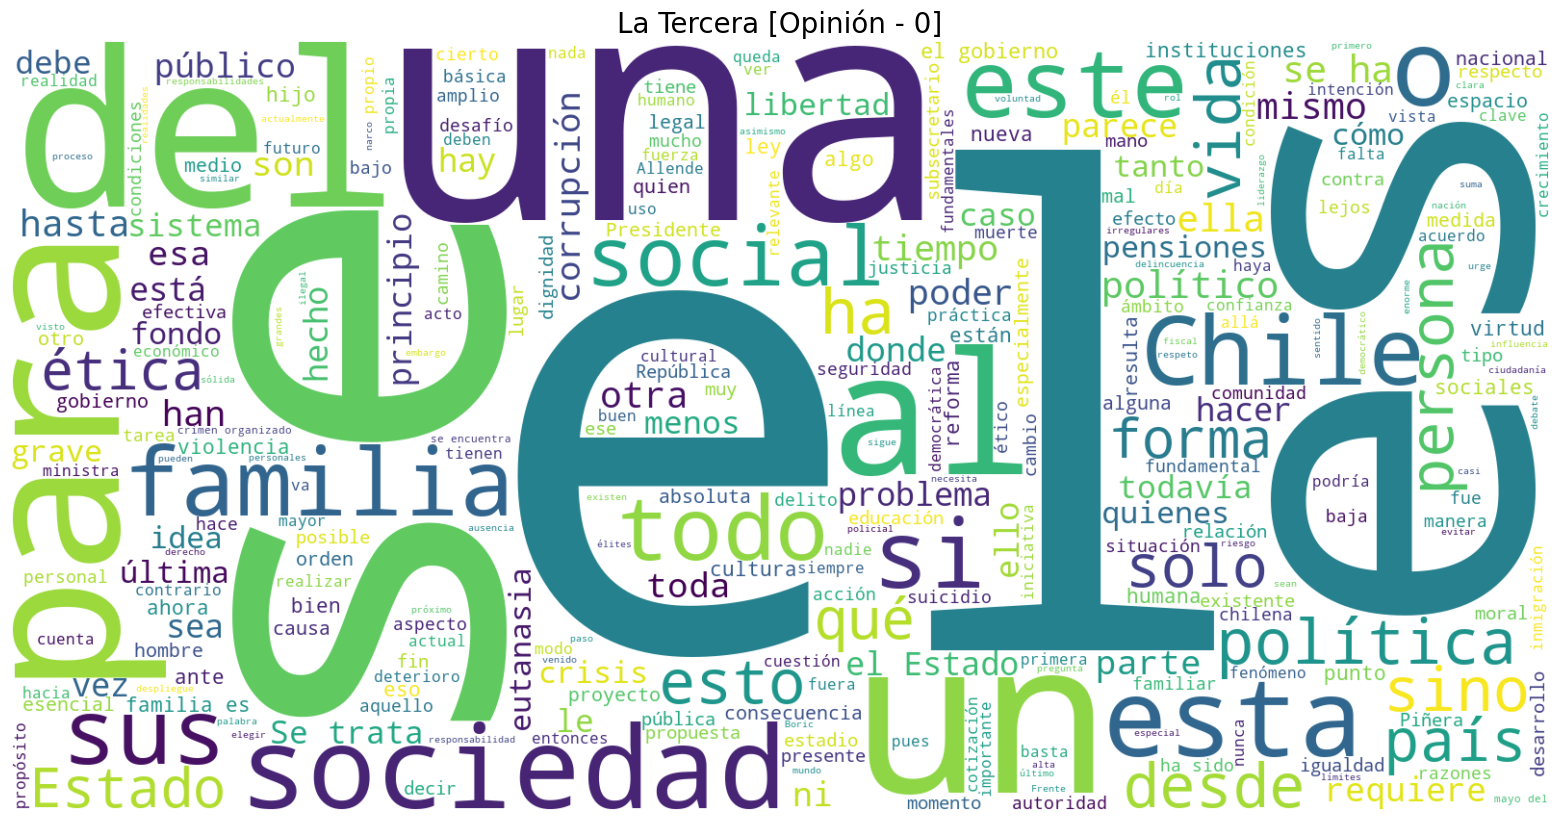 La Tercera [Opinión - 0]
el
una
es
se
del
un
para
sociedad
familia
social
Chile
este
esta
al
o
sus
todo
si
política
esto
país
desde
vida
persona
sino
Estado
ética
forma
solo
qué
ha
mismo
público
debe
realidad
responsabilidades
realidades
hijo
actualmente
propio
propia
narco
cierto
básica
amplio
desafío
deben
hay
nada
corrupción
queda
ver
tiene
humano
libertad
legal
mucho
asimismo
fuerza
ley
Allende
quien
algo
uso
relevante
Presidente
el gobierno
subsecretario
fundamentales
voluntad
él
rol
nueva
parece
mano
instituciones
condición
se ha
primero
nacional
respecto
clara
intención
espacio
vista
clave
cómo
falta
tanto
día
mal
contra
liderazgo
suma
crecimiento
proceso
condiciones
medio
similar
futuro
son
bajo
hasta
sistema
esa
está
efectiva
fondo
visto
otro
económico
sólida
gobierno
han
grave
tarea
crimen organizado
violencia
ministra
pueden
personales
hecho
ilegal
grandes
principio
camino
acto
embargo
lugar
dignidad
tiempo
justicia
caso
muerte
poder
práctica
están
especialmente
donde
seguridad
línea
democrática
reforma
ético
cambio
sigue
necesita
cultural
República
otra
muy
buen
ese
menos
efecto
irregulares
ella
pensiones
delincuencia
haya
político
ámbito
confianza
allá
lejos
nación
medida
acuerdo
urge
enorme
virtud
influencia
tipo
ciudadanía
sociales
debate
resulta
fiscal
respeto
sentido
democrático
alguna
comunidad
hacer
fundamental
todavía
quienes
relación
situación
riesgo
podría
baja
casi
fue
manera
evitar
se encuentra
tienen
va
ausencia
hace
mayor
posible
idea
derecho
orden
última
personal
contrario
realizar
ahora
bien
sea
causa
cuenta
hombre
próximo
aspecto
actual
fin
deterioro
eso
aquello
eutanasia
existen
absoluta
delito
élites
nadie
toda
cultura
siempre
acción
problema
educación
policial
ello
iniciativa
suicidio
modo
paso
venido
crisis
cuestión
proyecto
fuera
le
pública
propuesta
consecuencia
el Estado
primera
pregunta
parte
humana
existente
sean
chilena
moral
inmigración
familiar
fenómeno
punto
Piñera
desarrollo
hacia
esencial
vez
ante
despliegue
familia es
palabra
elegir
Se trata
responsabilidad
entonces
propósito
decir
Boric
estadio
presente
mundo
ni
pues
momento
cotización
importante
basta
alta
último
Frente
autoridad
especial
ha sido
nunca
igualdad
límites
razones
requiere
mayo del